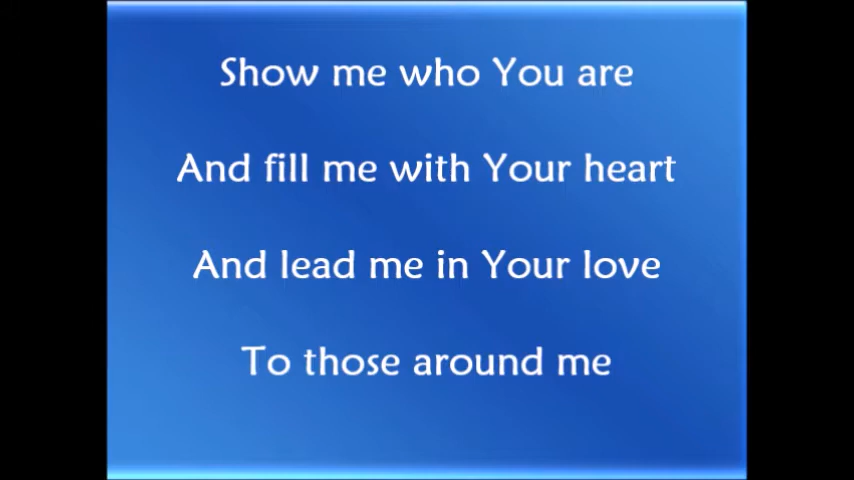 Show me who You are
And fill me with Your heart
And lead me in Your love
To those around me